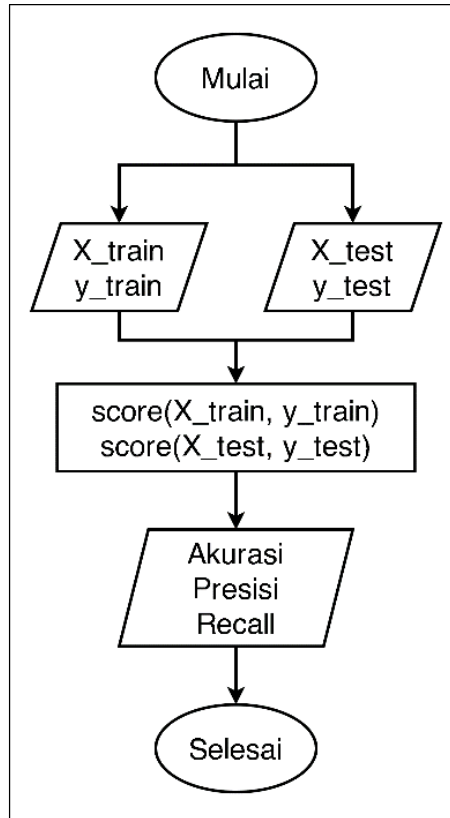 Mulai
X_train
y_train
X_test
y_test
score(X_train, y_train)
score(X_test, y_test)
Akurasi
Presisi
Recall
Selesai